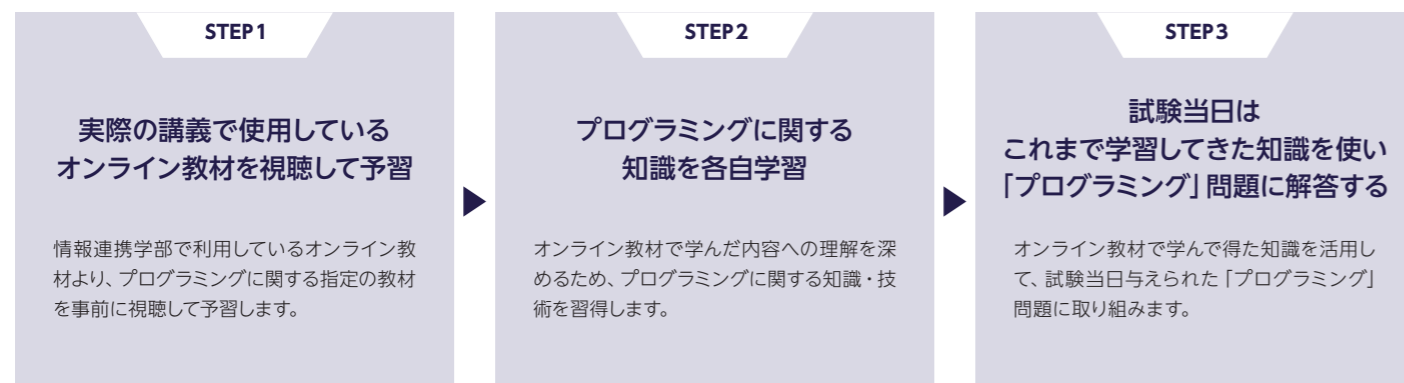 STEP1
実際の講義で使用している
オンライン教材を視聴して予習
情報連携学部で利用しているオンライン教
材より、プログラミングに関する指定の教材
を事前に視聴して予習します。
STEP2
プログラミングに関する
知識を各自学習
オンライン教材で学んだ内容への理解を深
めるため、プログラミングに関する知識・技
術を習得します。
STEP3
試験当日は
これまで学習してきた知識を使い
「プログラミング」問題に解答する
オンライン教材で学んで得た知識を活用し
て、試験当日与えられた「プログラミング」
問題に取り組みます。